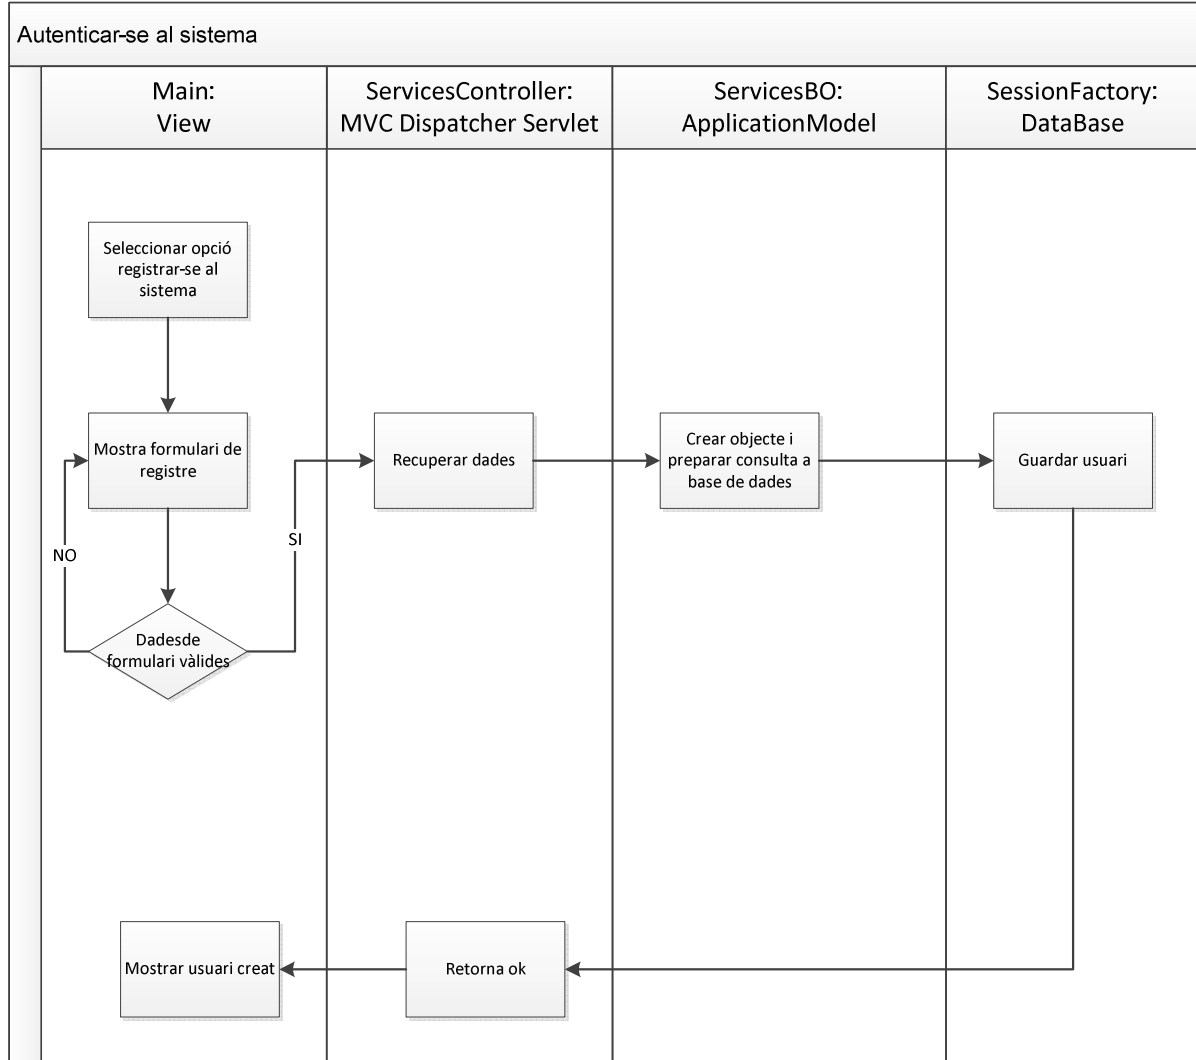 Autenticar-se al sistema
Main:
View
ServicesController:
MVC Dispatcher Servlet
ServicesBO:
ApplicationModel
SessionFactory:
DataBase
Seleccionar opció
registrar-se al
sistema
Mostra formulari de
registre
Recuperar dades
Crear objecte i
preparar consulta a
base de dades
Guardar usuari
NO
SI
Dadesde
formulari vàlides
Mostrar usuari creat
Retorna ok